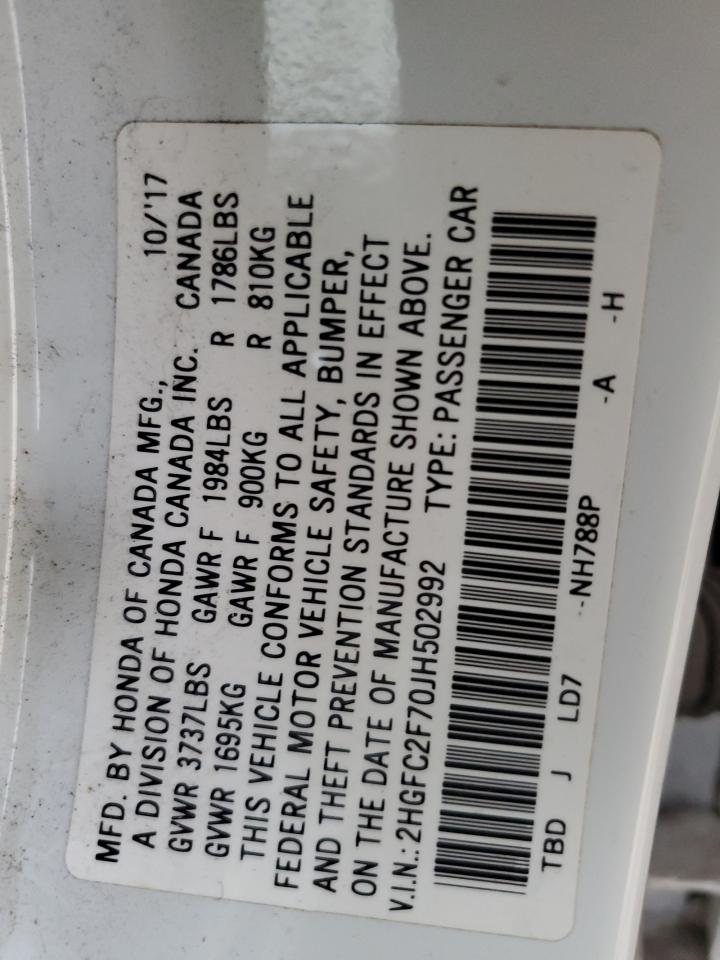 MFD. BY HONDA OF CANADA MFG., 10/'17
A DIVISION OF HONDA CANADA INC. CANADA
GVWR 3737LBS GAWR F 1984LBS R 1786LBS
GVWR 1695KG GAWR F 900KG R 810KG
THIS VEHICLE CONFORMS TO ALL APPLICABLE
FEDERAL MOTOR VEHICLE SAFETY, BUMPER,
AND THEFT PREVENTION STANDARDS IN EFFECT
ON THE DATE OF MANUFACTURE SHOWN ABOVE.
V.I.N.: 2HGFC2F70JH502992 TYPE: PASSENGER CAR
TBD J LD7 --NH788P -A -H